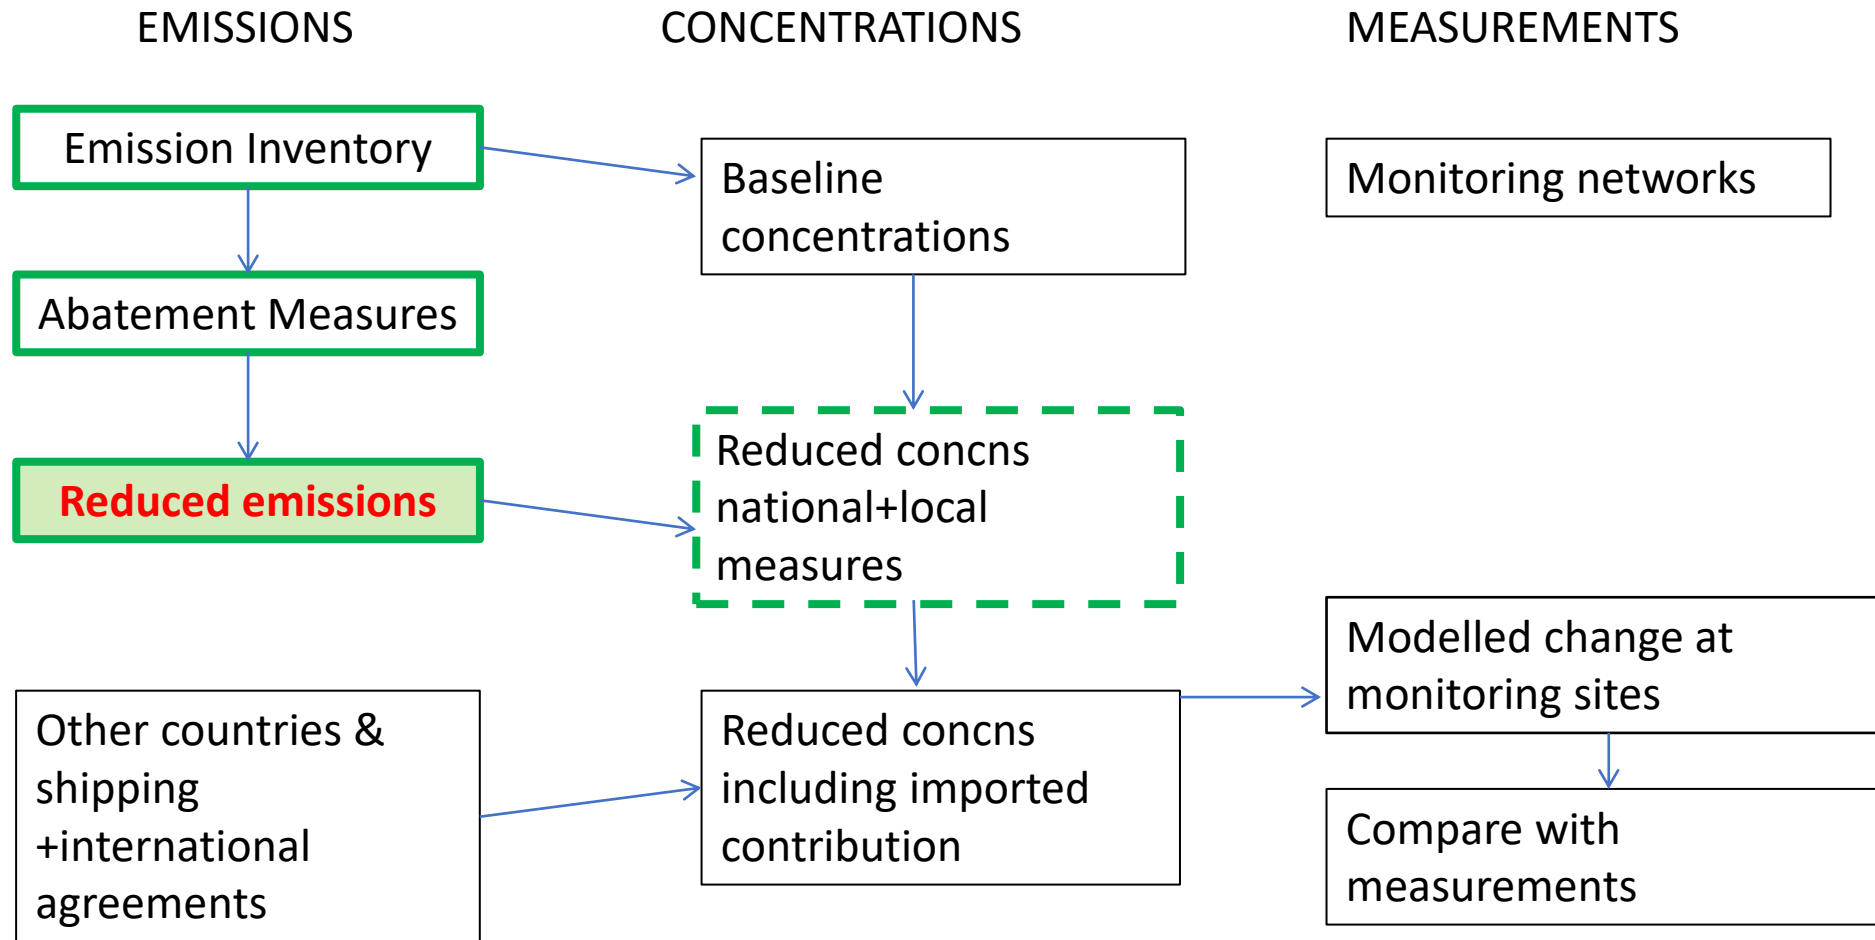 EMISSIONS
CONCENTRATIONS
MEASUREMENTS
Emission Inventory
Abatement Measures
Reduced emissions
Other countries &
shipping
+international
agreements
Baseline
concentrations
Reduced concns
national+local
measures
Reduced concns
including imported
contribution
Monitoring networks
Modelled change at
monitoring sites
Compare with
measurements